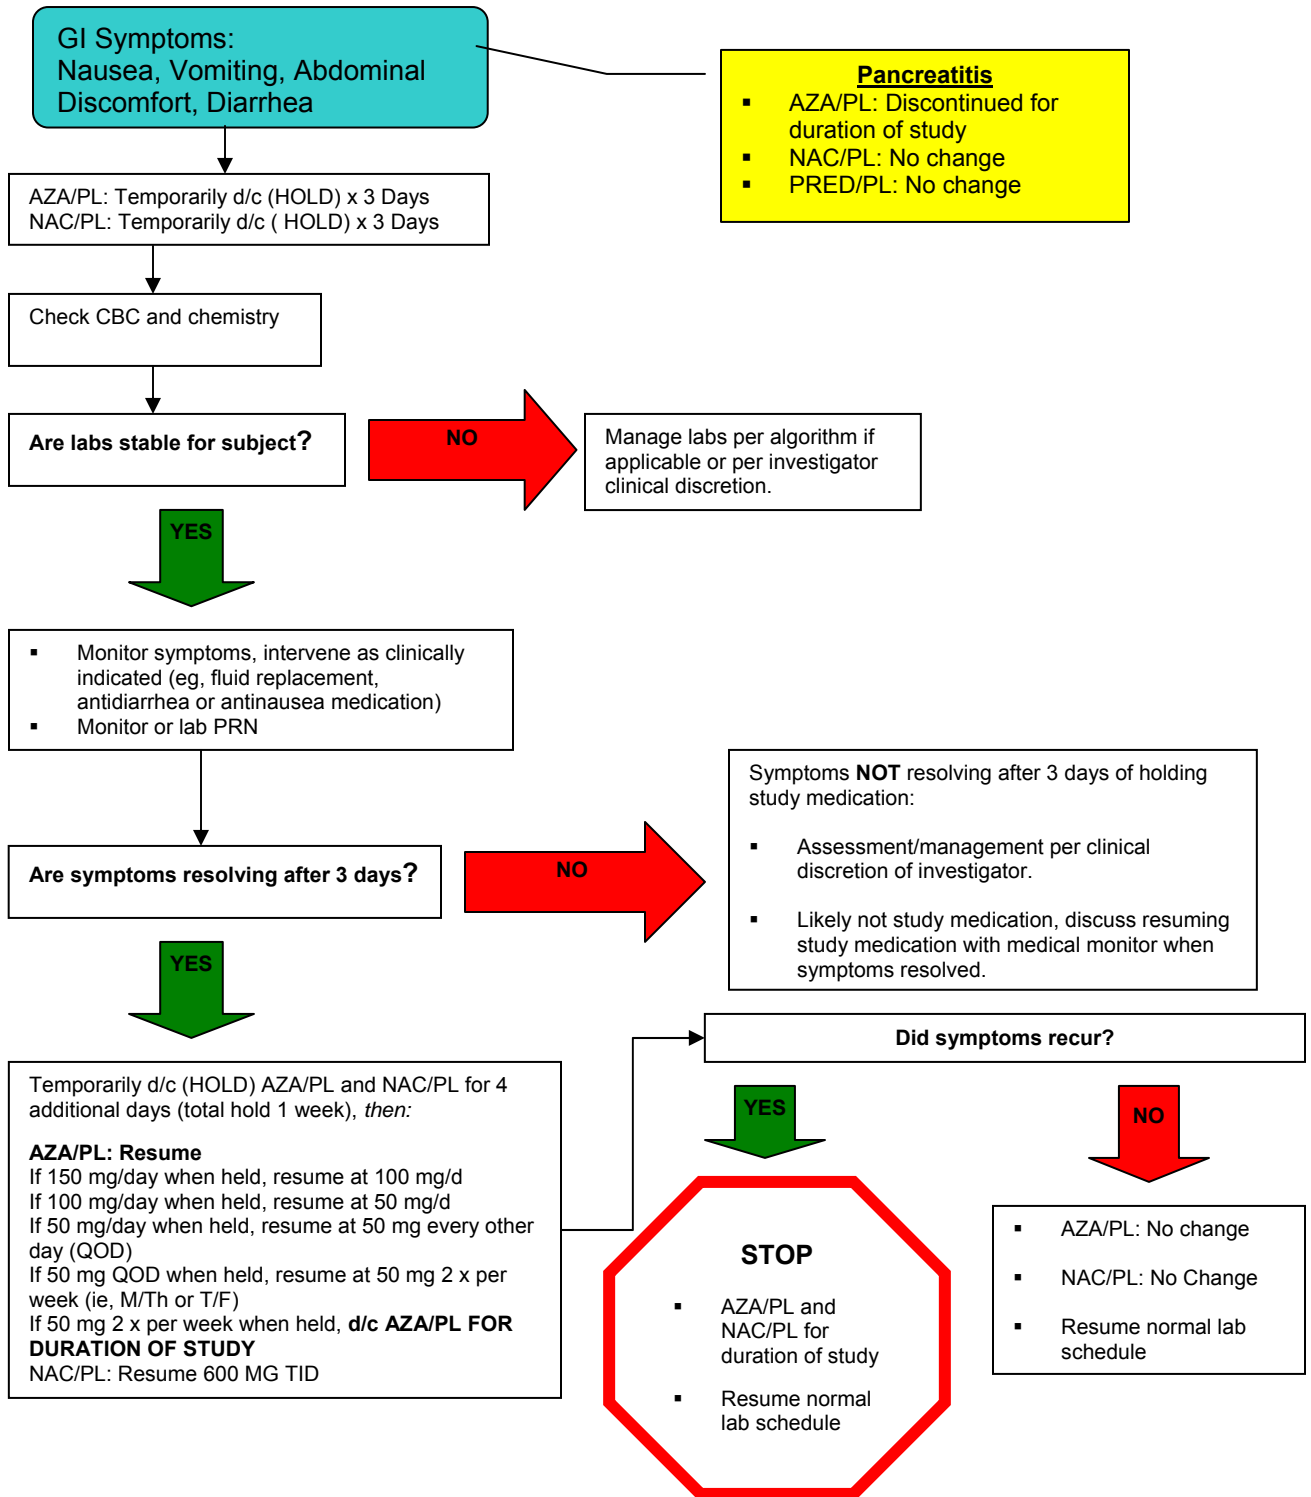 GI Symptoms:
Nausea, Vomiting, Abdominal
Discomfort, Diarrhea
Pancreatitis
▪ AZA/PL: Discontinued for
duration of study
▪ NAC/PL: No change
▪ PRED/PL: No change
AZA/PL: Temporarily d/c (HOLD) x 3 Days
NAC/PL: Temporarily d/c ( HOLD) x 3 Days
Check CBC and chemistry
Are labs stable for subject?
NO
Manage labs per algorithm if
applicable or per investigator
clinical discretion.
YES
▪ Monitor symptoms, intervene as clinically
indicated (eg, fluid replacement,
antidiarrhea or antinausea medication)
▪ Monitor or lab PRN
Are symptoms resolving after 3 days?
NO
Symptoms NOT resolving after 3 days of holding
study medication:
▪ Assessment/management per clinical
discretion of investigator.
▪ Likely not study medication, discuss resuming
study medication with medical monitor when
symptoms resolved.
YES
Temporarily d/c (HOLD) AZA/PL and NAC/PL for 4
additional days (total hold 1 week), then:
AZA/PL: Resume
If 150 mg/day when held, resume at 100 mg/d
If 100 mg/day when held, resume at 50 mg/d
If 50 mg/day when held, resume at 50 mg every other
day (QOD)
If 50 mg QOD when held, resume at 50 mg 2 x per
week (ie, M/Th or T/F)
If 50 mg 2 x per week when held, d/c AZA/PL FOR
DURATION OF STUDY
NAC/PL: Resume 600 MG TID
Did symptoms recur?
YES
STOP
▪ AZA/PL and
NAC/PL for
duration of study
▪ Resume normal
lab schedule
NO
▪ AZA/PL: No change
▪ NAC/PL: No Change
▪ Resume normal lab
schedule